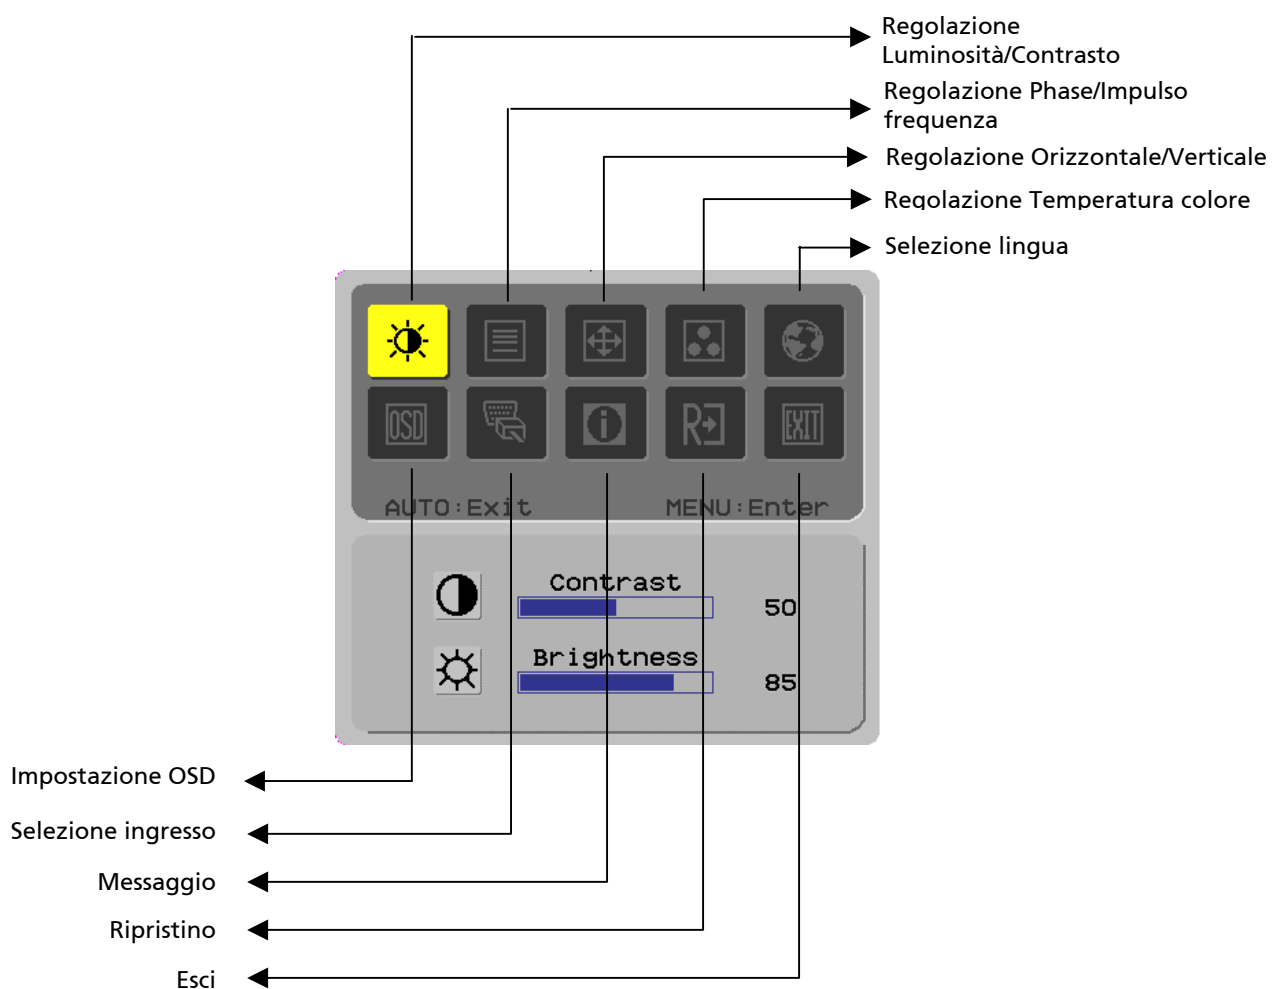 Regolazione
Luminosità/Contrasto
Regolazione Phase/Impulso
frequenza
Regolazione Orizzontale/Verticale
Regolazione Temperatura colore
Selezione lingua
OSD
i
R
EXIT
AUTO:Exit MENU:Enter
Contrast
50
Brightness
85
Impostazione OSD
Selezione ingresso
Messaggio
Ripristino
Esci